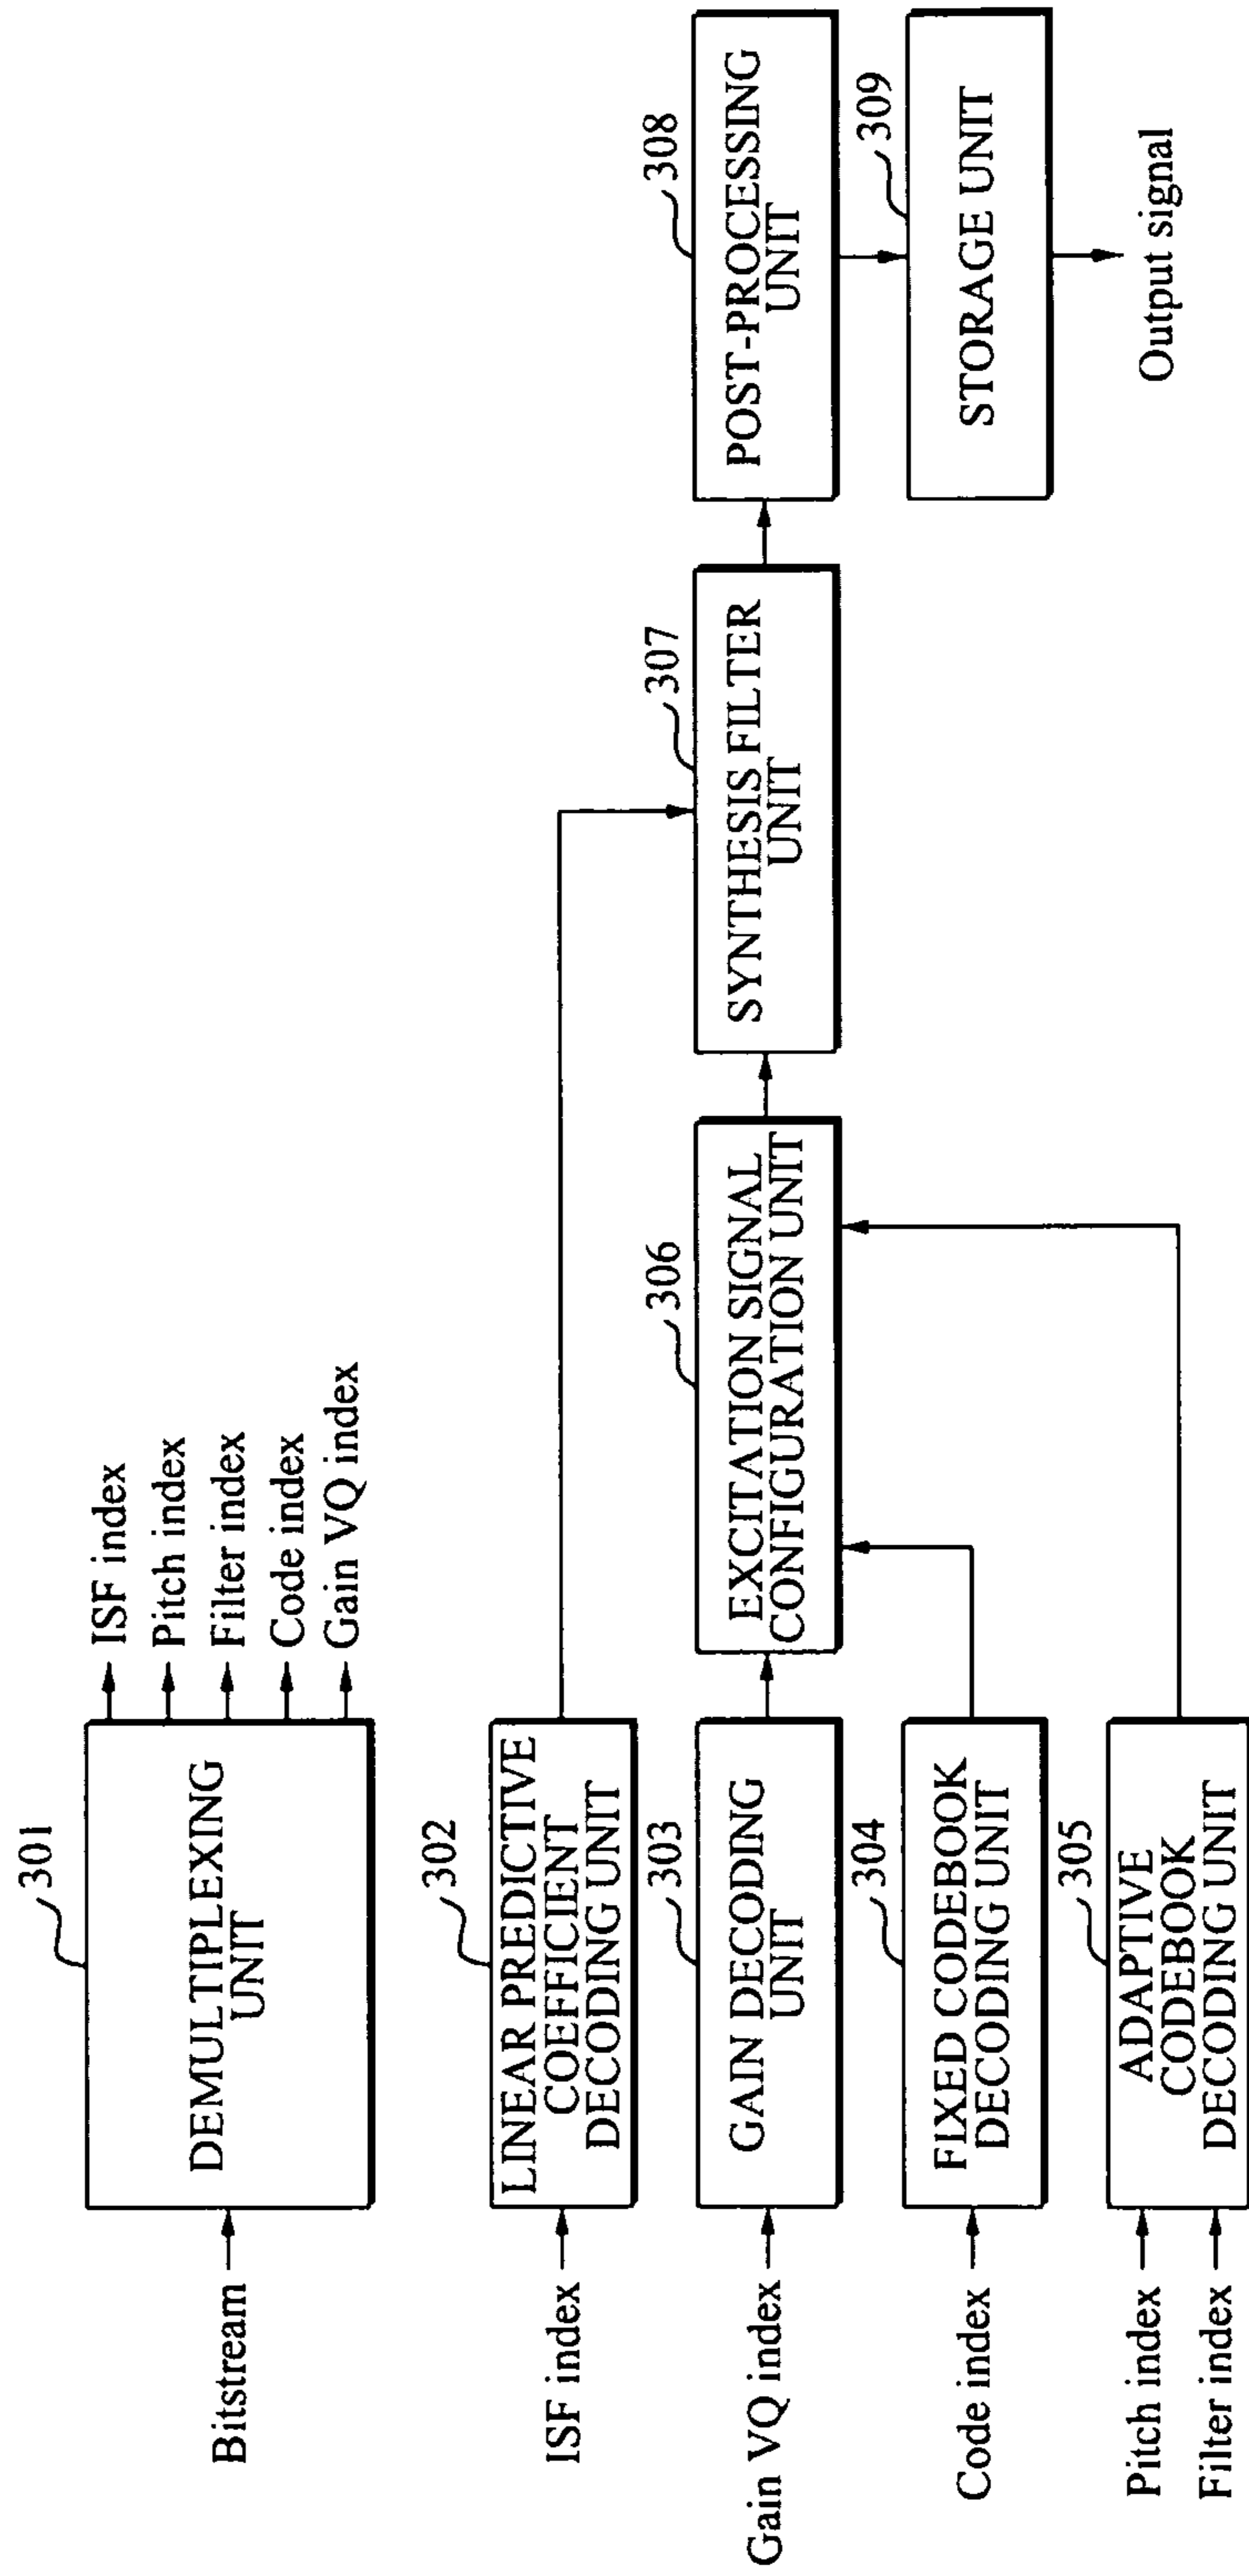 301
Bitstream
DEMULTIPLEXING
UNIT
ISF index
Pitch index
Filter index
Code index
Gain VQ index
302
ISF index
LINEAR PREDICTIVE
COEFFICIENT
DECODING UNIT
303
Gain VQ index
GAIN DECODING
UNIT
304
Code index
FIXED CODEBOOK
DECODING UNIT
305
Pitch index
Filter index
ADAPTIVE
CODEBOOK
DECODING UNIT
306
EXCITATION SIGNAL
CONFIGURATION UNIT
307
SYNTHESIS FILTER
UNIT
308
POST-PROCESSING
UNIT
309
STORAGE UNIT
Output signal